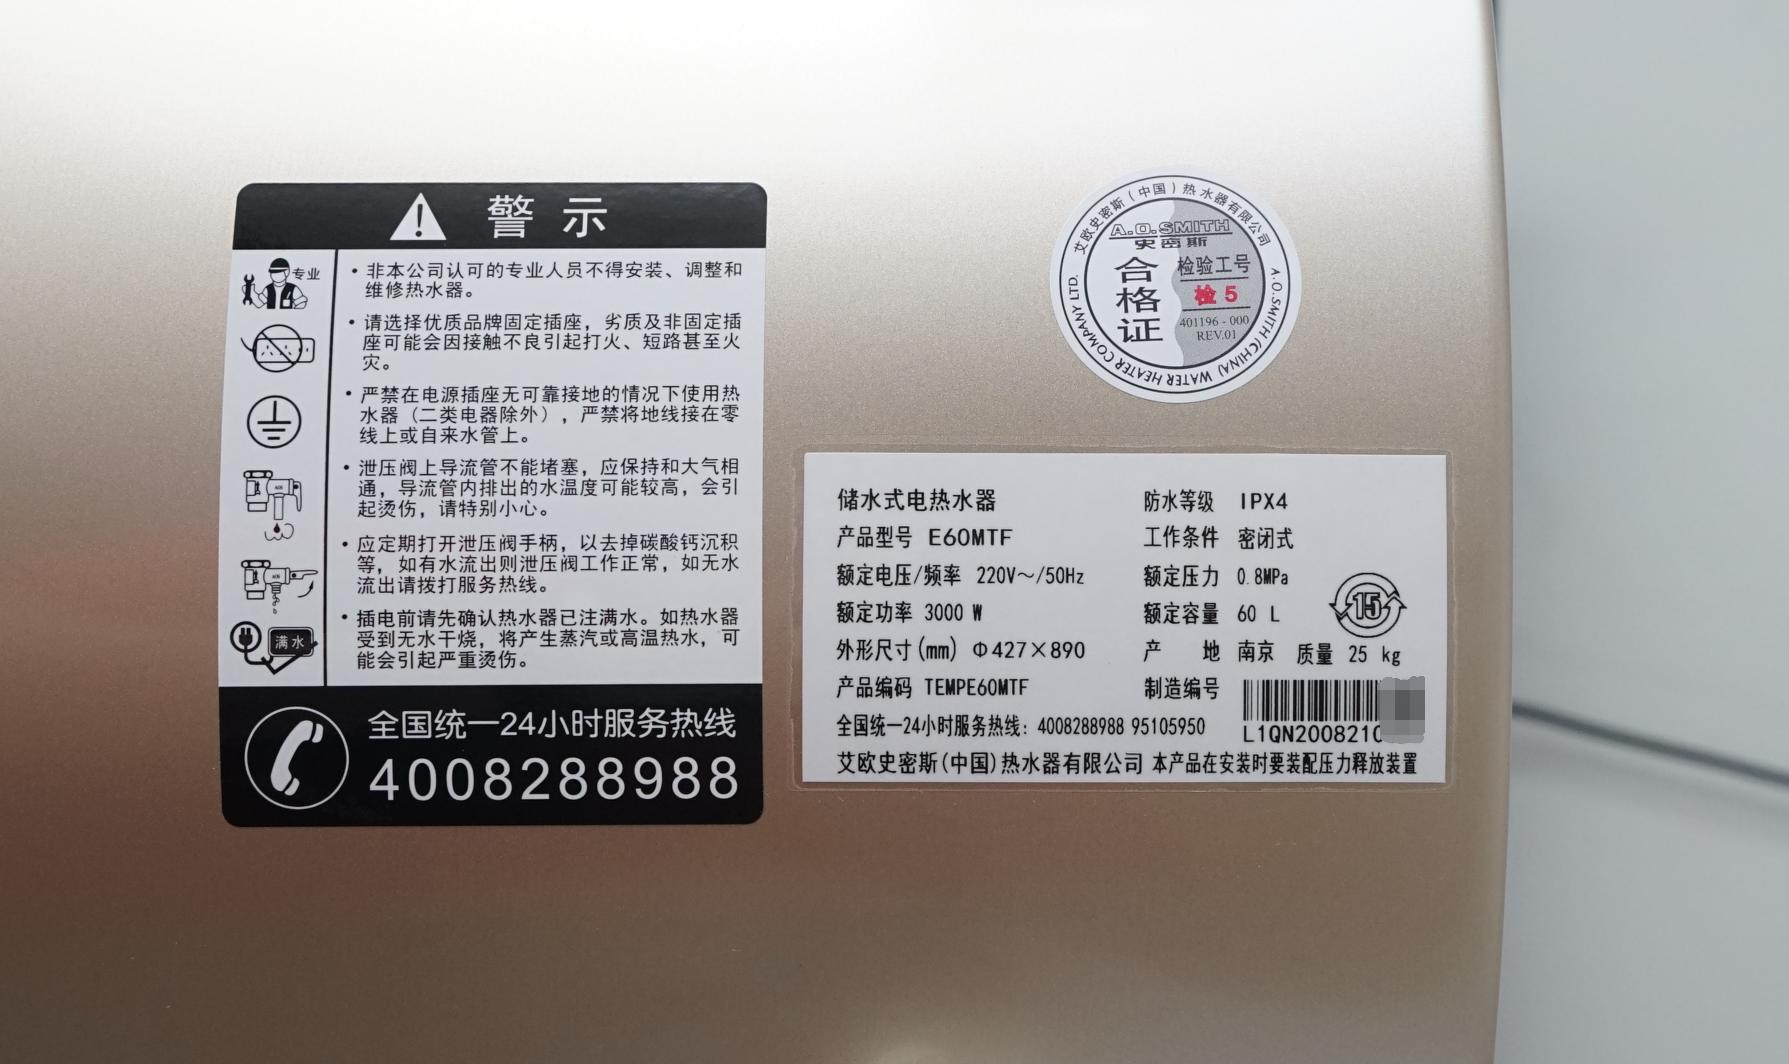 警示
专业
• 非本公司认可的专业人员不得安装、调整和
维修热水器。
• 请选择优质品牌固定插座，劣质及非固定插
座可能会因接触不良引起打火、短路甚至火
灾。
• 严禁在电源插座无可靠接地的情况下使用热
水器（二类电器除外），严禁将地线接在零
线上或自来水管上。
• 泄压阀上导流管不能堵塞，应保持和大气相
通，导流管内排出的水温度可能较高，会引
起烫伤，请特别小心。
• 应定期打开泄压阀手柄，以去掉碳酸钙沉积
等，如有水流出则泄压阀工作正常，如无水
流出请拨打服务热线。
满水
• 插电前请先确认热水器已注满水。如热水器
受到无水干烧，将产生蒸汽或高温热水，可
能会引起严重烫伤。
全国统一24小时服务热线
4008288988
艾欧史密斯（中国）热水器有限公司
A.O.SMITH (CHINA) WATER HEATER COMPANY LTD.
A.O.SMITH
史密斯
合格证
检验工号
检 5
401196 - 000
REV.01
储水式电热水器 防水等级 IPX4
产品型号 E60MTF 工作条件 密闭式
额定电压/频率 220V～/50Hz 额定压力 0.8MPa
额定功率 3000 W 额定容量 60 L
15
外形尺寸(mm) Φ427×890 产 地 南京 质量 25 kg
产品编码 TEMPE60MTF 制造编号
L1QN2008210
全国统一24小时服务热线: 4008288988 95105950
艾欧史密斯(中国)热水器有限公司 本产品在安装时要装配压力释放装置